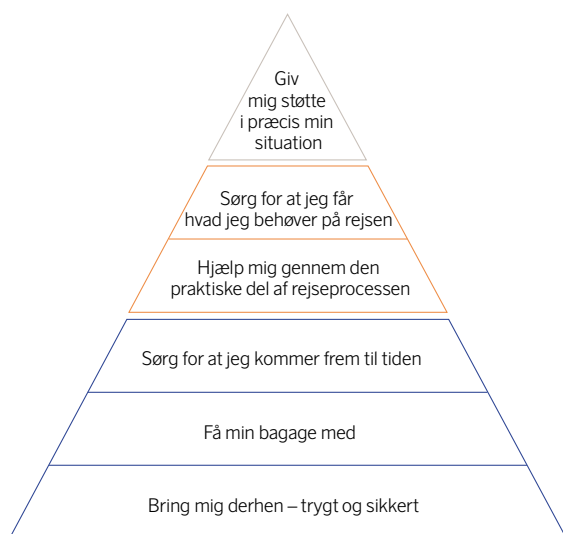 Giv
mig støtte
i præcis min
situation
Sørg for at jeg får
hvad jeg behøver på rejsen
Hjælp mig gennem den
praktiske del af rejseprocessen
Sørg for at jeg kommer frem til tiden
Få min bagage med
Bring mig derhen – trygt og sikkert